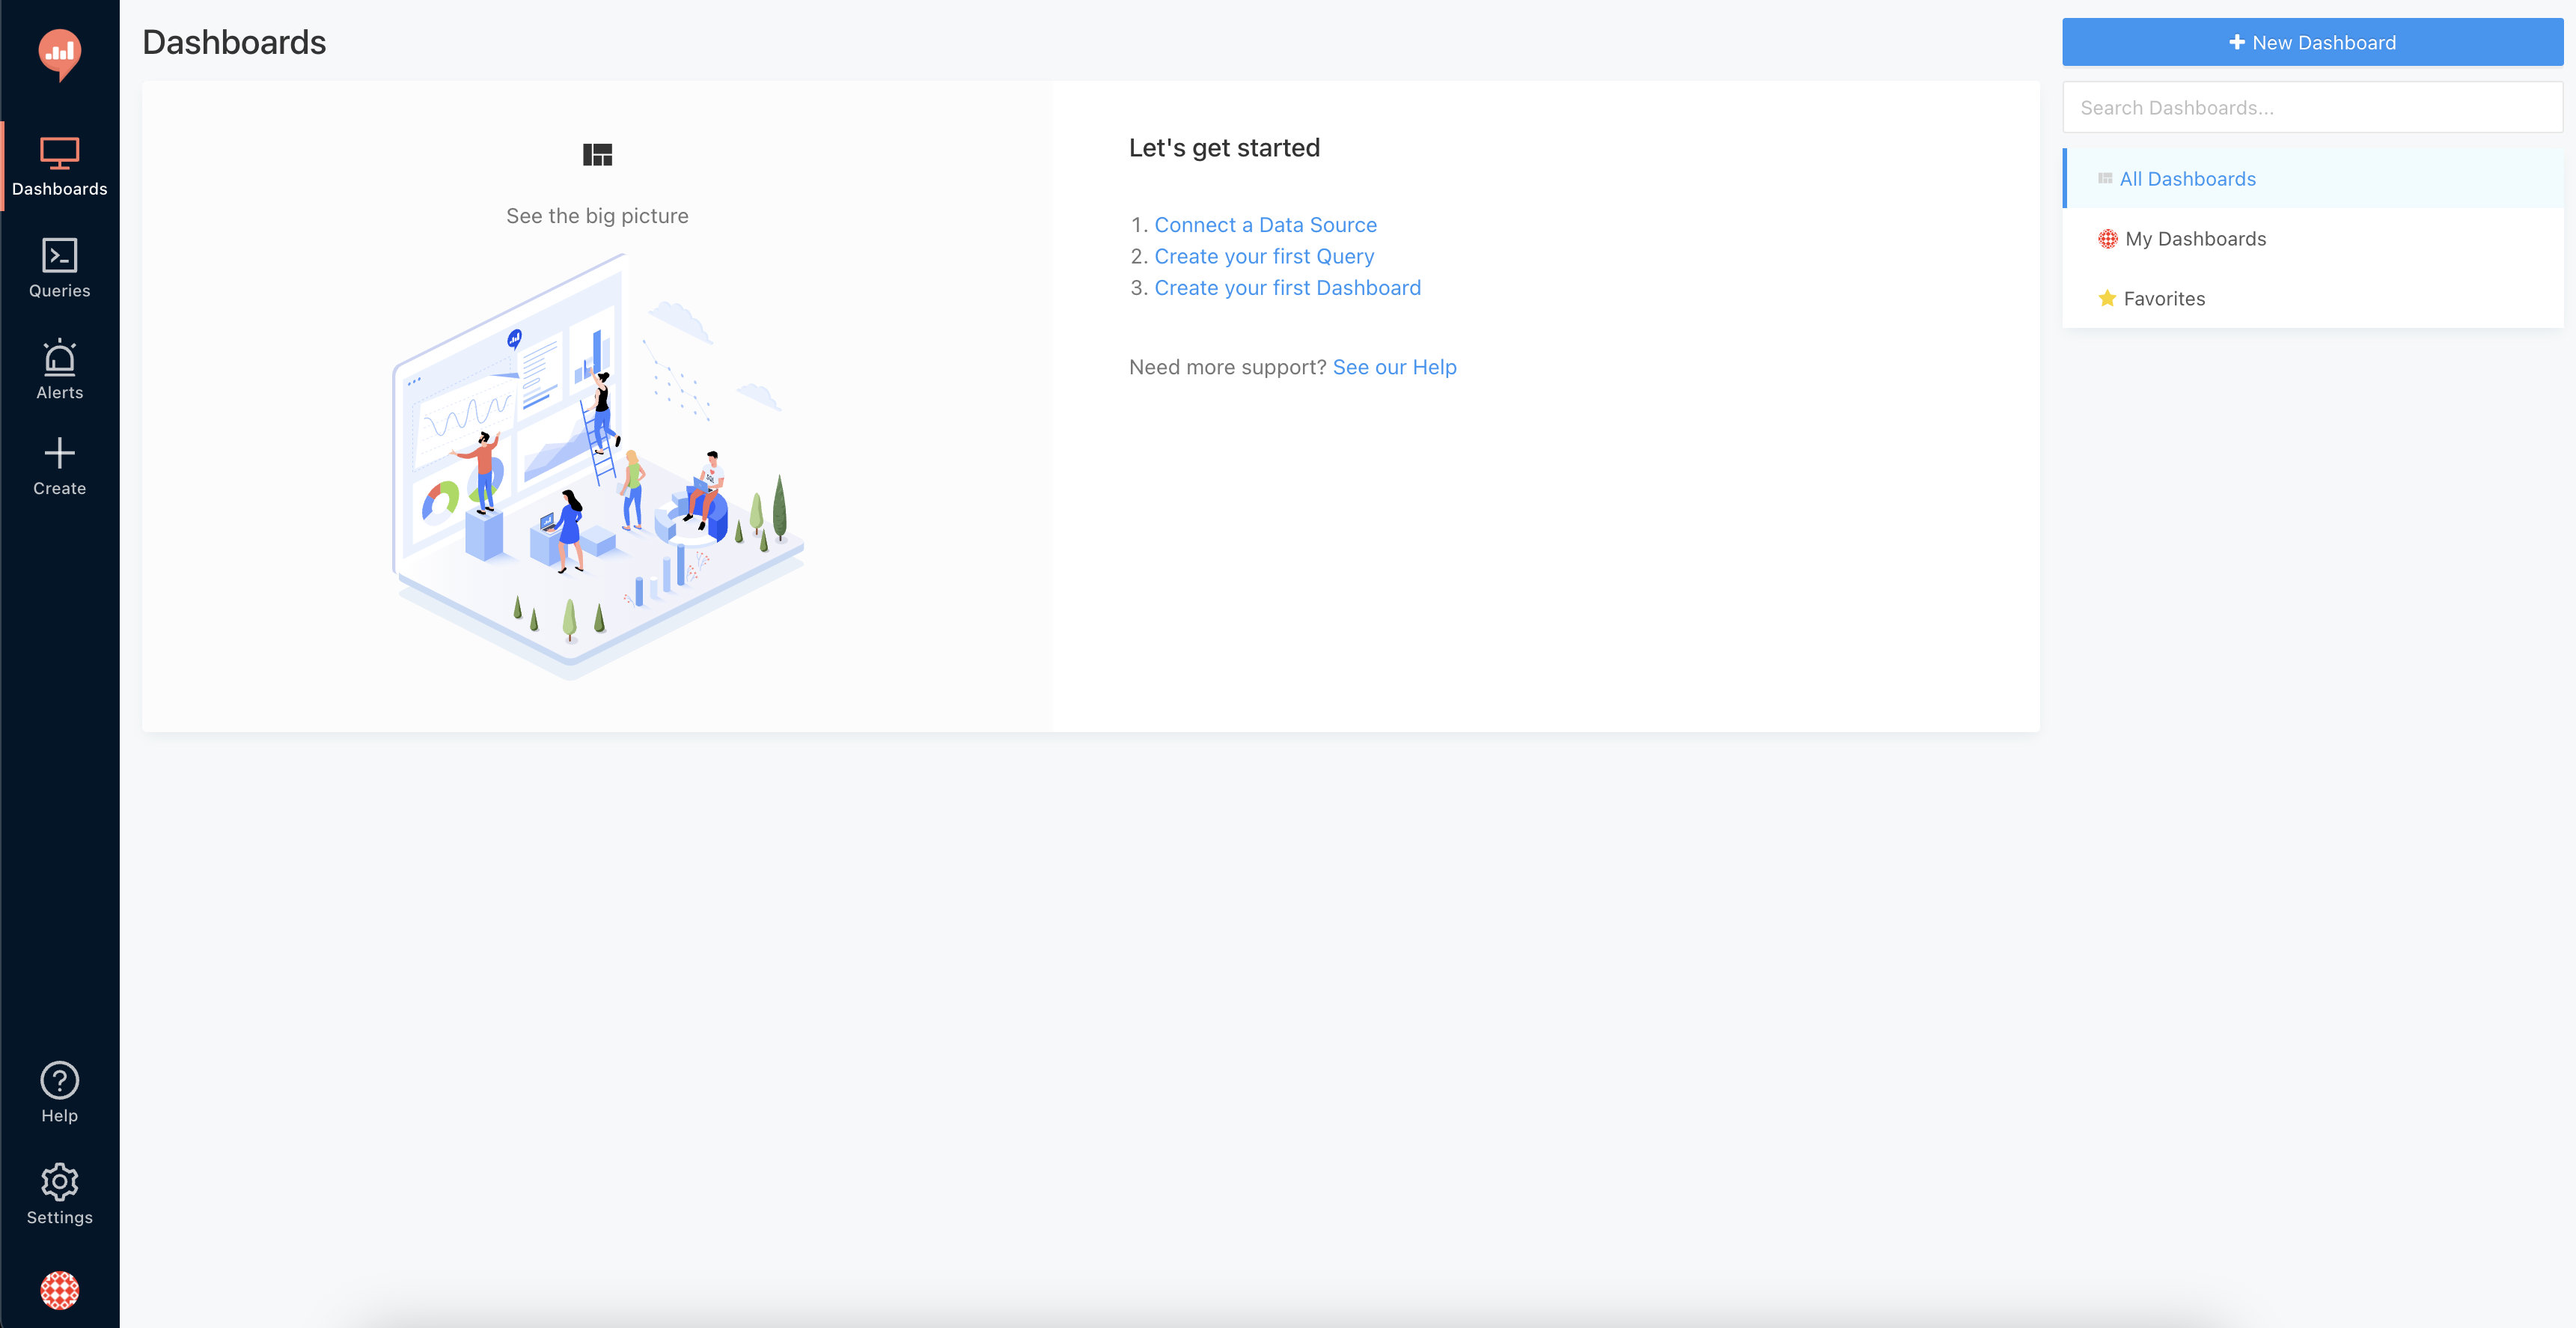 Dashboards
Queries
Alerts
Create
Help
Settings
Dashboards
See the big picture
Let's get started
1. Connect a Data Source
2. Create your first Query
3. Create your first Dashboard
Need more support? See our Help
New Dashboard
Search Dashboards...
All Dashboards
My Dashboards
Favorites